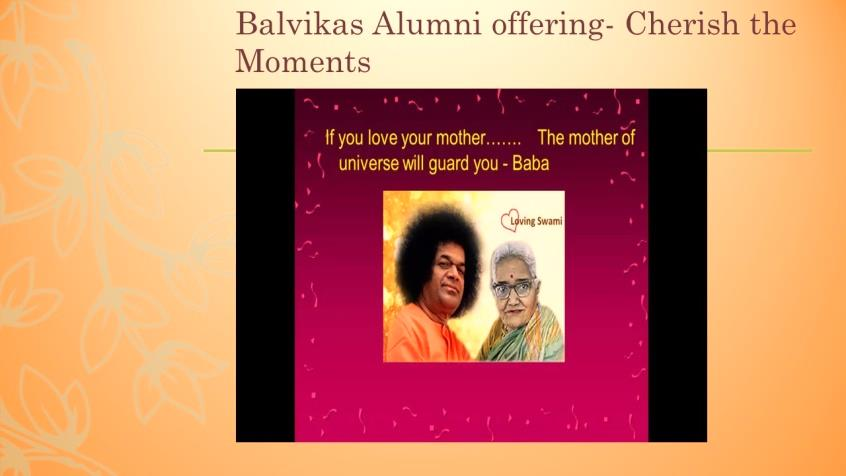 Balvikas Alumni offering- Cherish the
Moments
If you love your mother....... The mother of
universe will guard you - Baba
Loving Swami